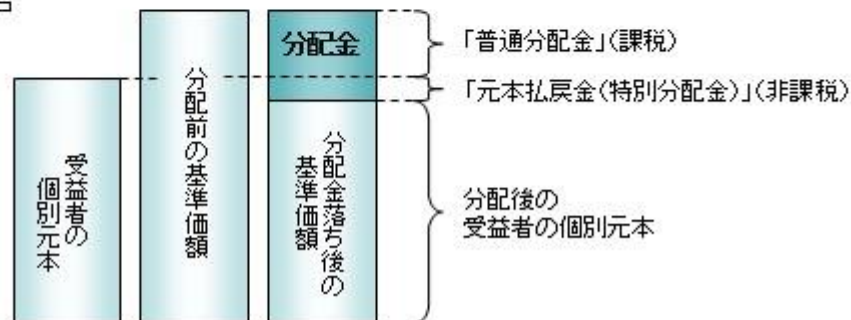 分配金
「普通分配金」(課税)
「元本払戻金(特別分配金)」(非課税)
受益者の
個別元本
分配前の基準価額
分配金落ち後の
基準価額
分配後の
受益者の個別元本